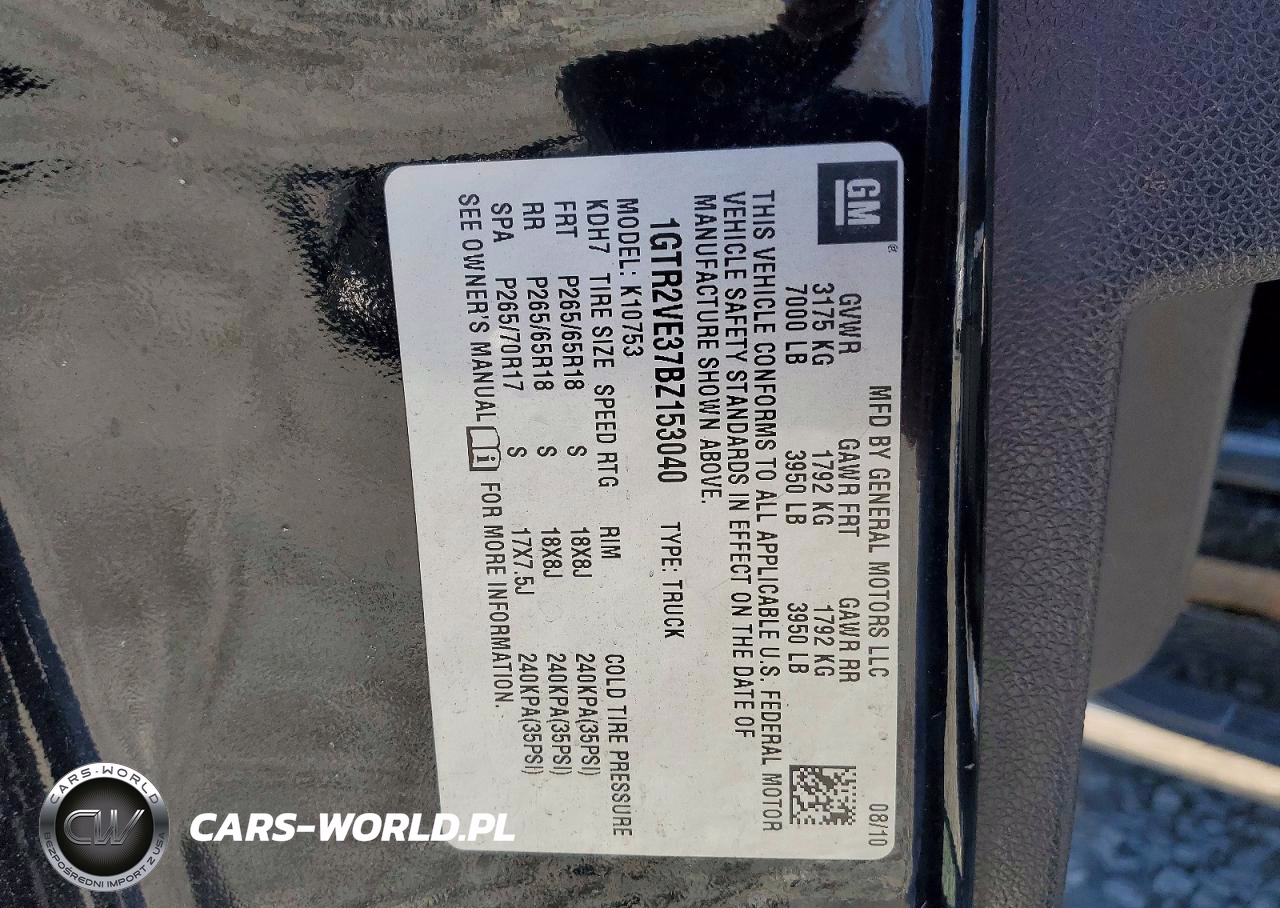 GM
MFD BY GENERAL MOTORS LLC 08/10
GVWR GAWR FRT GAWR RR
3175 KG 1792 KG 1792 KG
7000 LB 3950 LB 3950 LB
THIS VEHICLE CONFORMS TO ALL APPLICABLE U.S. FEDERAL MOTOR
VEHICLE SAFETY STANDARDS IN EFFECT ON THE DATE OF
MANUFACTURE SHOWN ABOVE.
1GTR2VE37BZ153040 TYPE: TRUCK
MODEL: K10753
KDH7 TIRE SIZE SPEED RTG RIM COLD TIRE PRESSURE
FRT P265/65R18 S 18X8J 240KPA(35PSI)
RR P265/65R18 S 18X8J 240KPA(35PSI)
SPA P265/70R17 S 17X7.5J 240KPA(35PSI)
SEE OWNER'S MANUAL i FOR MORE INFORMATION.
CARS-WORLD
CW
BEZPOŚREDNI IMPORT Z USA
CARS-WORLD.PL